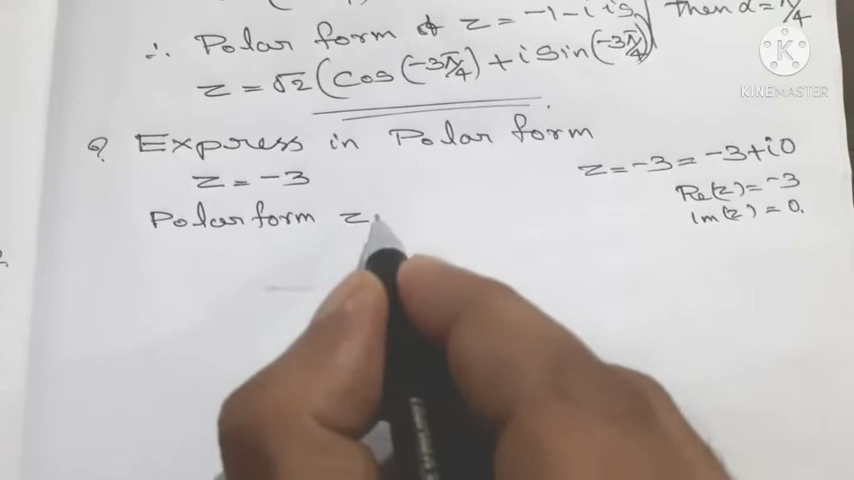 ∴ Polar form of z = -1-i is, then α = π/4
z = √2 (cos(-3π/4) + i sin(-3π/4))
KINEMASTER
? Express in Polar form
z = -3
z = -3 = -3+i0
Re(z) = -3
Im(z) = 0.
Polar form z